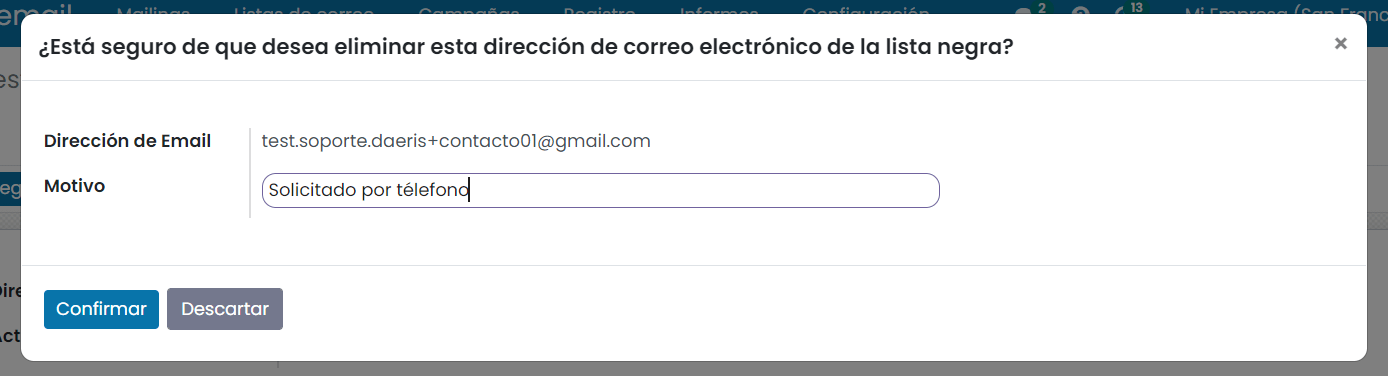 email Mailings Listas de correo Campañas Registro Informes Configuración 2 13 Mi Empresa (San Franc
¿Está seguro de que desea eliminar esta dirección de correo electrónico de la lista negra? ×
Dirección de Email test.soporte.daeris+contacto01@gmail.com
Motivo Solicitado por télefono
Confirmar Descartar